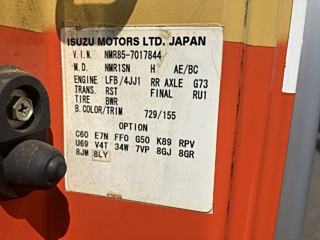 ISUZU MOTORS LTD. JAPAN
V.I.N. NMR85-7017844
M.D. NMR1SN H AE/BC
ENGINE LFB/4JJ1 RR AXLE G73
TRANS. RST FINAL RU1
TIRE BWR
B.COLOR/TRIM 729/155
OPTION
C60 E7N FF0 G50 K89 RPV
U69 V4T 34W 7VP 8GJ 8GR
8JM 8LY